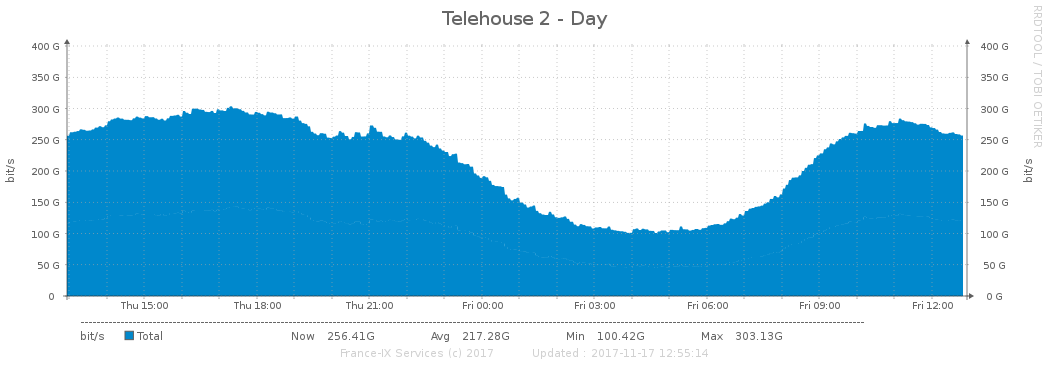 Telehouse 2 - Day
RRDTOOL / TOBI OETIKER
bit/s
400 G 400 G
350 G 350 G
300 G 300 G
250 G 250 G
200 G 200 G
150 G 150 G
100 G 100 G
50 G 50 G
0 0 G
bit/s
Thu 15:00 Thu 18:00 Thu 21:00 Fri 00:00 Fri 03:00 Fri 06:00 Fri 09:00 Fri 12:00
bit/s Total Now 256.41G Avg 217.28G Min 100.42G Max 303.13G
France-IX Services (c) 2017 Updated : 2017-11-17 12:55:14